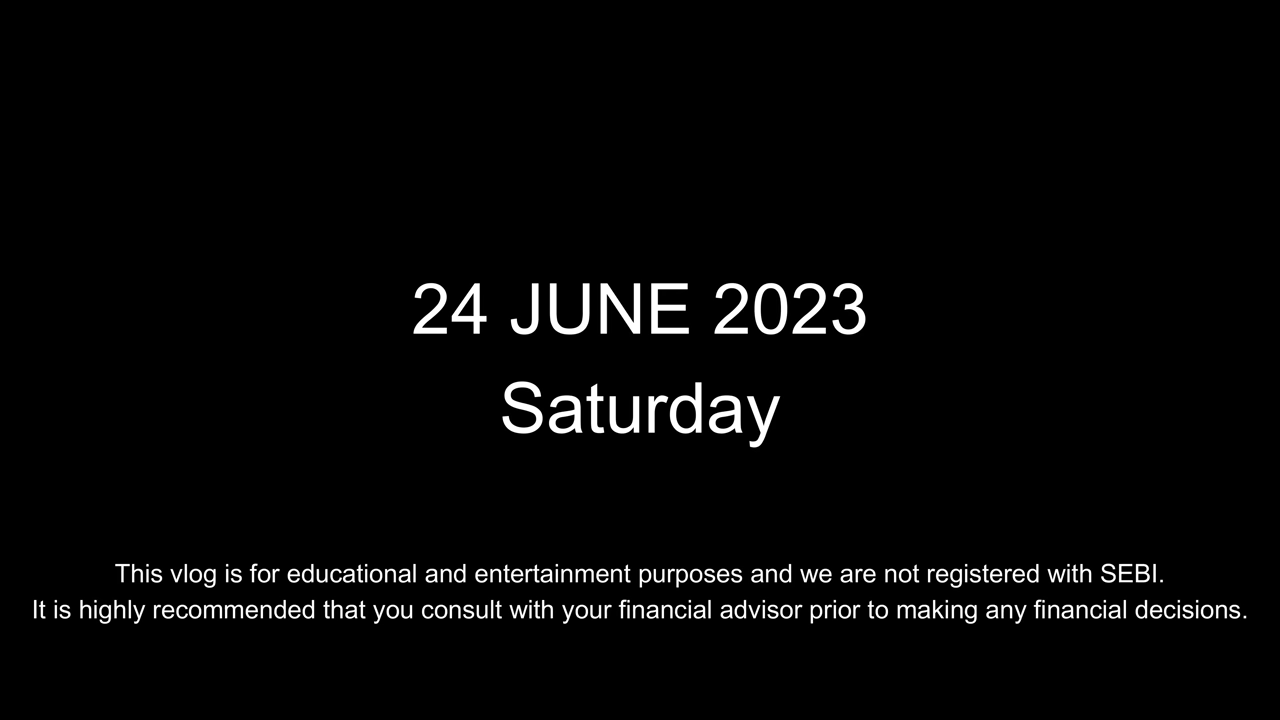 24 JUNE 2023
Saturday
This vlog is for educational and entertainment purposes and we are not registered with SEBI.
It is highly recommended that you consult with your financial advisor prior to making any financial decisions.